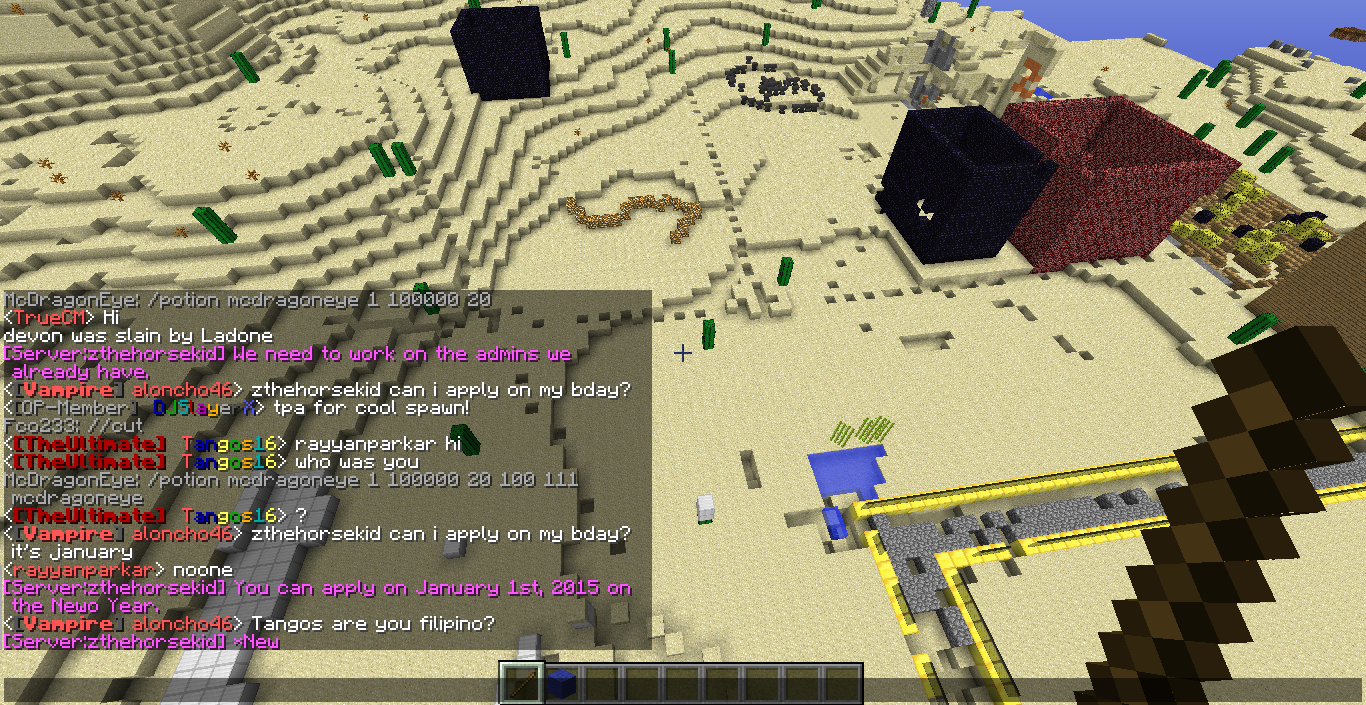 McDragonEye: /potion mcdragoneye 1 100000 20
<TrueCM> Hi
devon was slain by Ladone
[Server:zthehorsekid] We need to work on the admins we
already have.
<[Vampire] aloncho46> zthehorsekid can i apply on my bday?
<[OP-Member] DJSlayerX> tpa for cool spawn!
Fco233: //cut
<[TheUltimate] Tangos16> rayyanparkar hi
<[TheUltimate] Tangos16> who was you
McDragonEye: /potion mcdragoneye 1 100000 20 100 111
mcdragoneye
<[TheUltimate] Tangos16> ?
<[Vampire] aloncho46> zthehorsekid can i apply on my bday?
it's january
<rayyanparkar> noone
[Server:zthehorsekid] You can apply on January 1st, 2015 on
the Newo Year.
<[Vampire] aloncho46> Tangos are you filipino?
[Server:zthehorsekid] *New